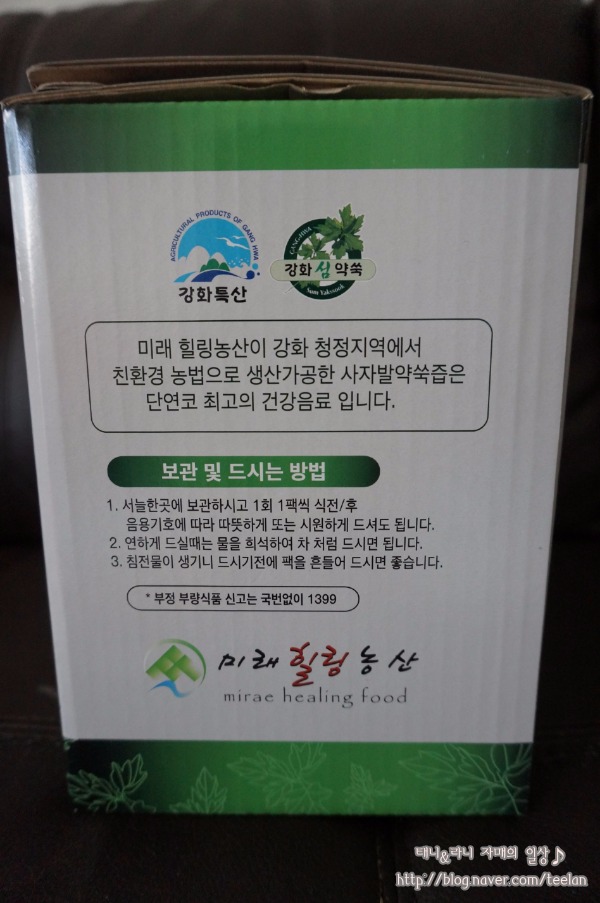 AGRICULTURAL PRODUCTS OF GANG HWA
강화특산
GANG-HWA
강화섬약쑥
Sum Yakssook
미래 힐링농산이 강화 청정지역에서
친환경 농법으로 생산가공한 사자발약쑥즙은
단연코 최고의 건강음료 입니다.
보관 및 드시는 방법
1. 서늘한곳에 보관하시고 1회 1팩씩 식전/후
음용기호에 따라 따뜻하게 또는 시원하게 드셔도 됩니다.
2. 연하게 드실때는 물을 희석하여 차 처럼 드시면 됩니다.
3. 침전물이 생기니 드시기전에 팩을 흔들어 드시면 좋습니다.
* 부정 부량식품 신고는 국번없이 1399
미래힐링농산
mirae healing food
태니&라니 자매의 일상♪
http://blog.naver.com/teelan